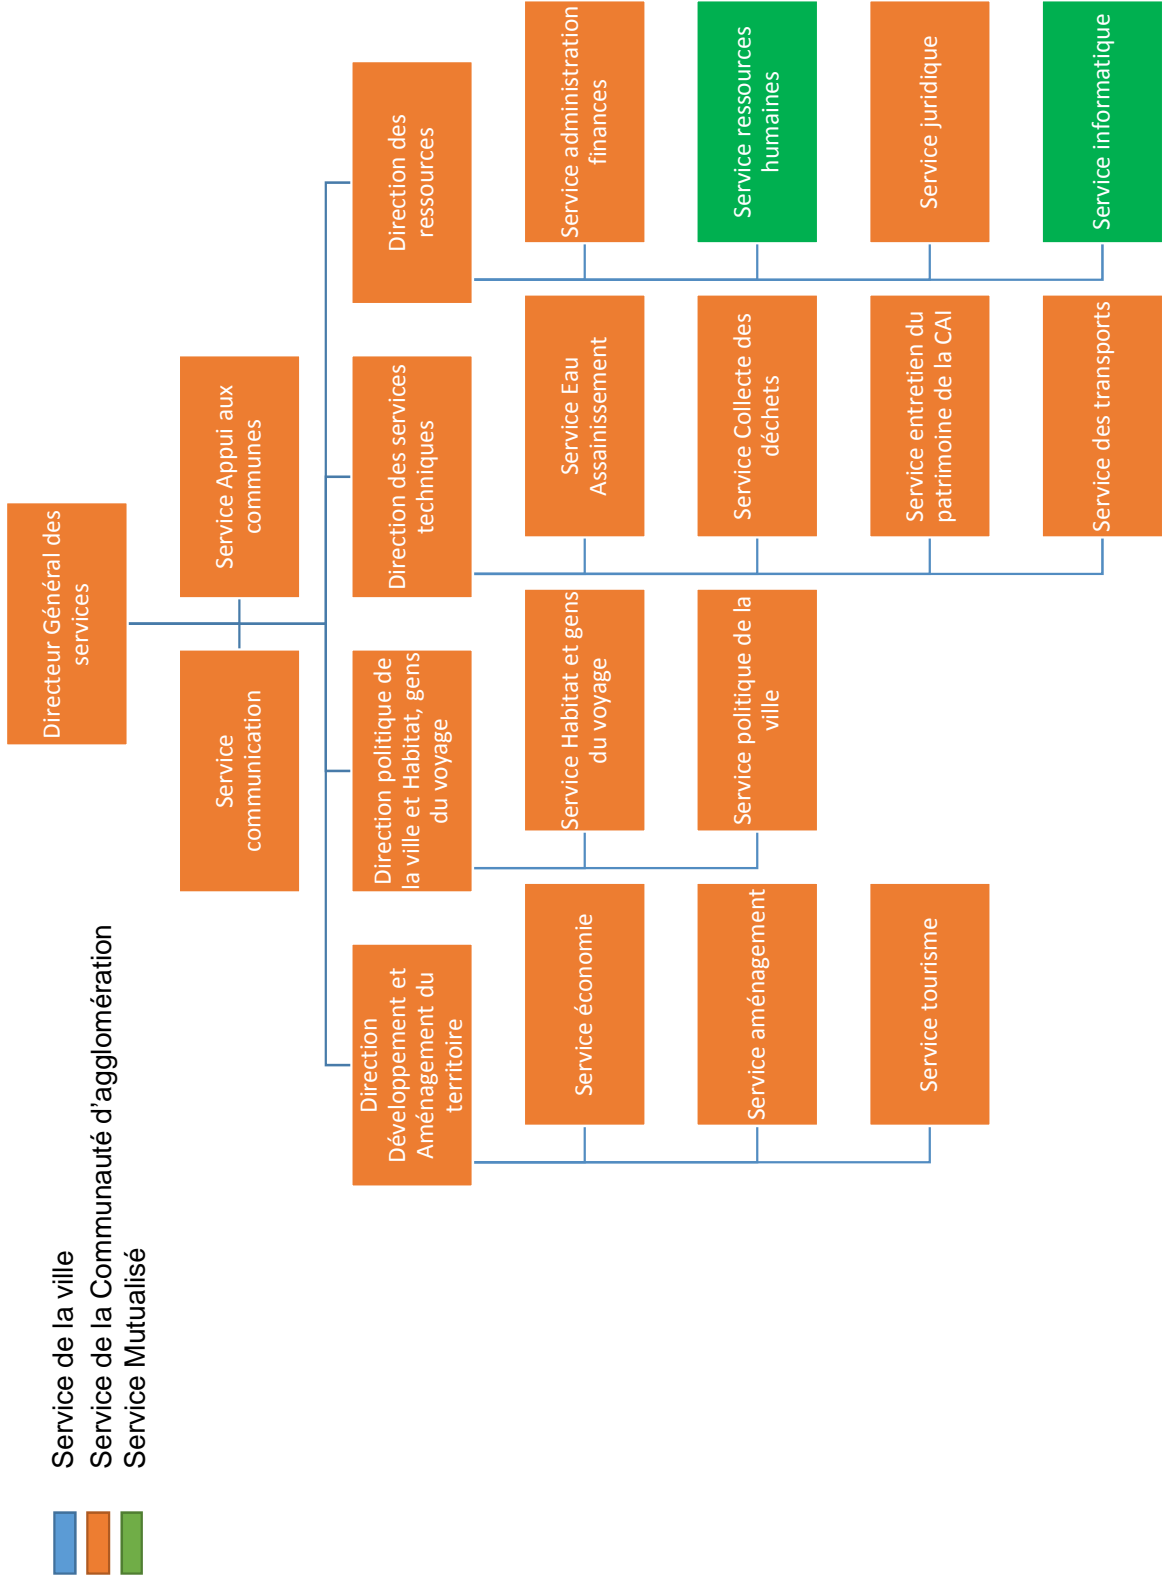 Service de la ville
Service de la Communauté d'agglomération
Service Mutualisé
Directeur Général des
services
Service
communication
Service Appui aux
communes
Direction
Développement et
Aménagement du
territoire
Service économie
Service aménagement
Service tourisme
Direction politique de
la ville et Habitat, gens
du voyage
Service Habitat et gens
du voyage
Service politique de la
ville
Direction des services
techniques
Service Eau
Assainissement
Service Collecte des
déchets
Service entretien du
patrimoine de la CAI
Service des transports
Direction des
ressources
Service administration
finances
Service ressources
humaines
Service juridique
Service informatique